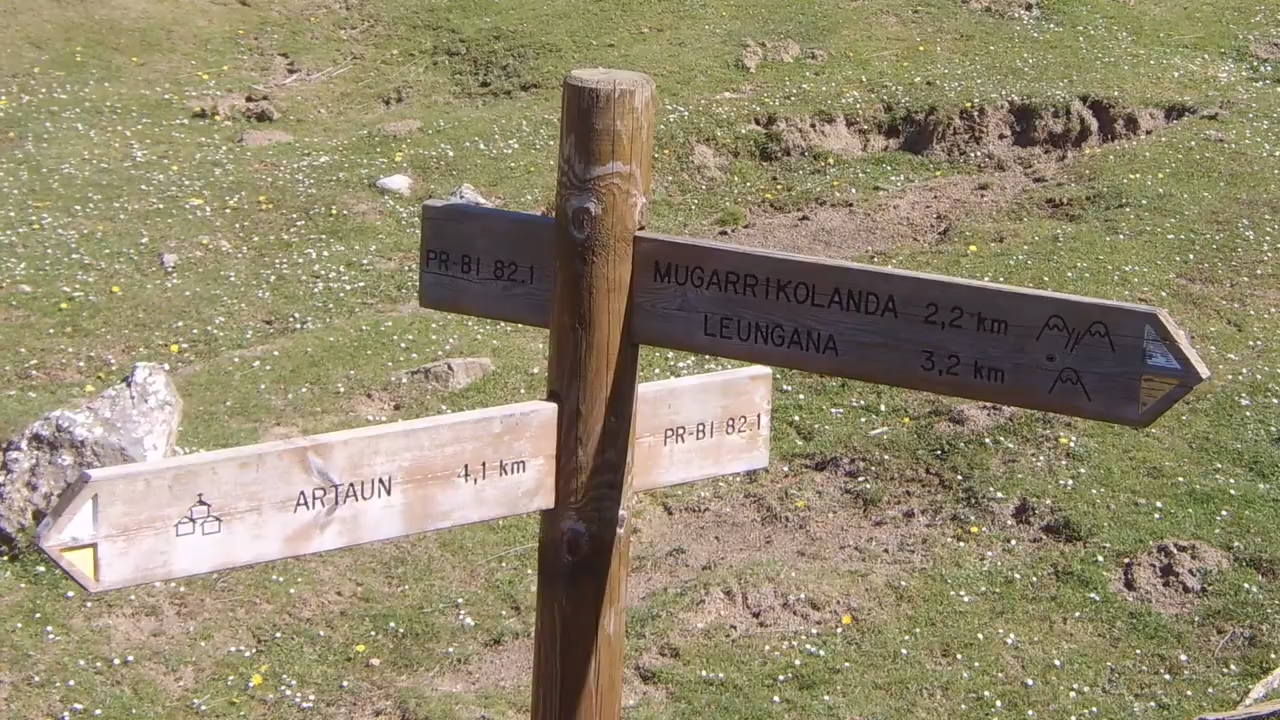 PR-BI 82.1
MUGARRIKOLANDA 2,2 km
LEUNGANA 3,2 km
ARTAUN 4,1 km
PR-BI 82.1